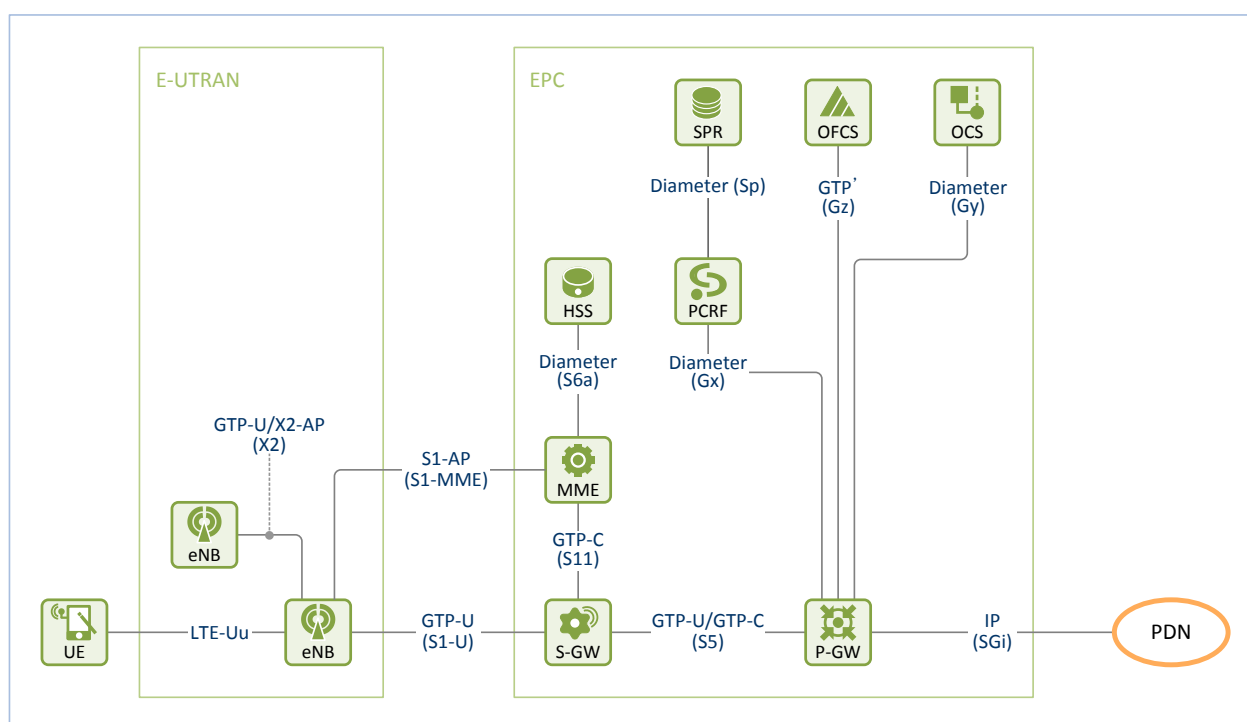 E-UTRAN
EPC
SPR
OFCS
OCS
Diameter (Sp)
GTP’
(Gz)
Diameter
(Gy)
HSS
PCRF
Diameter
(S6a)
Diameter
(Gx)
GTP-U/X2-AP
(X2)
S1-AP
(S1-MME)
MME
eNB
GTP-C
(S11)
UE
LTE-Uu
eNB
GTP-U
(S1-U)
S-GW
GTP-U/GTP-C
(S5)
P-GW
IP
(SGi)
PDN